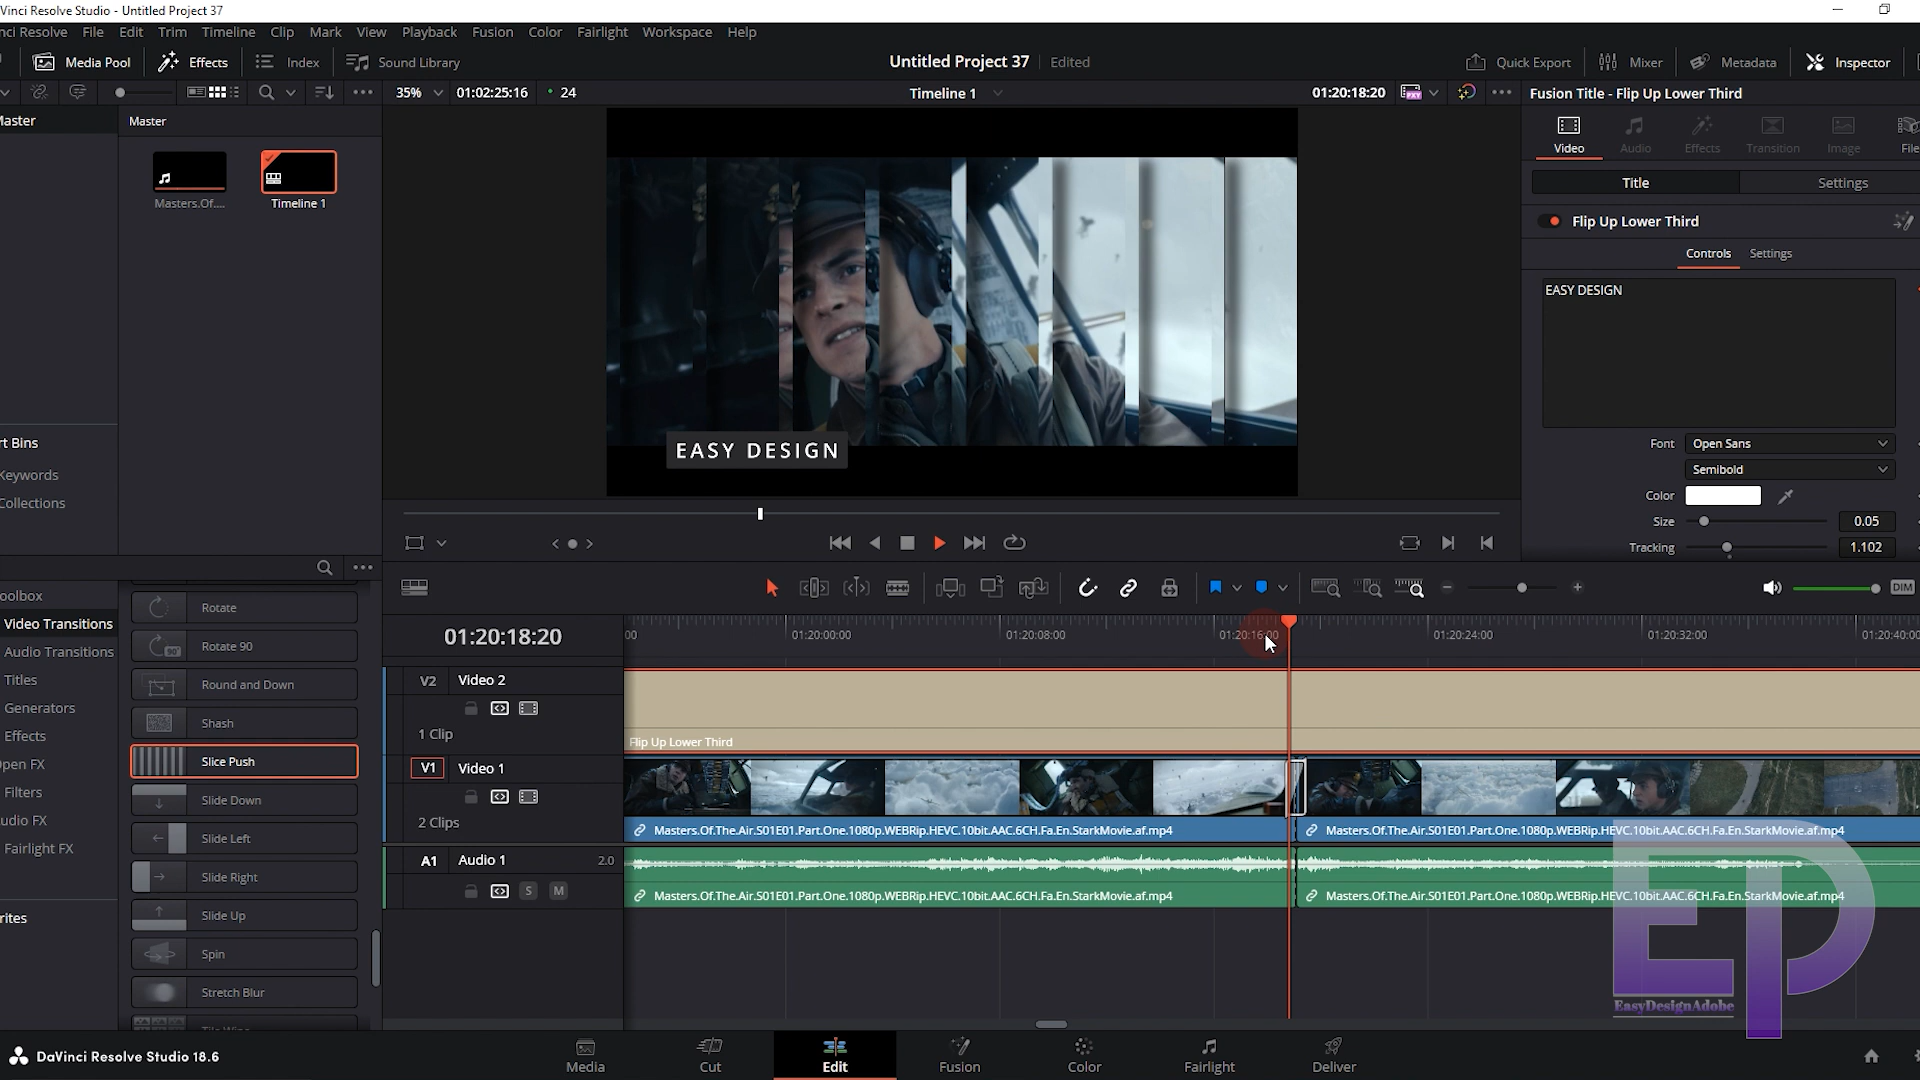 Vinci Resolve Studio - Untitled Project 37
nci Resolve File Edit Trim Timeline Clip Mark View Playback Fusion Color Fairlight Workspace Help
Media Pool Effects Index Sound Library Untitled Project 37 Edited Quick Export Mixer Metadata Inspector
35% 01:02:25:16 24 Timeline 1 01:20:18:20 Fusion Title - Flip Up Lower Third
aster Master
Masters.Of.... Timeline 1
Video Audio Effects Transition Image File
Title Settings
Flip Up Lower Third
Controls Settings
EASY DESIGN
EASY DESIGN
Font Open Sans
Semibold
Color
Size 0.05
Tracking 1.102
rt Bins
Keywords
Collections
oolbox
Video Transitions
Audio Transitions
Titles
Generators
Effects
pen FX
Filters
udio FX
Fairlight FX
rites
Rotate
Rotate 90
90°
Round and Down
Shash
Slice Push
Slide Down
Slide Left
Slide Right
Slide Up
Spin
Stretch Blur
DIM
01:20:18:20
00 01:20:00:00 01:20:08:00 01:20:16:00 01:20:24:00 01:20:32:00 01:20:40:00
V2 Video 2
1 Clip
Flip Up Lower Third
V1 Video 1
2 Clips
Masters.Of.The.Air.S01E01.Part.One.1080p.WEBRip.HEVC.10bit.AAC.6CH.Fa.En.StarkMovie.af.mp4
Masters.Of.The.Air.S01E01.Part.One.1080p.WEBRip.HEVC.10bit.AAC.6CH.Fa.En.StarkMovie.af.mp4
A1 Audio 1 2.0
S M
Masters.Of.The.Air.S01E01.Part.One.1080p.WEBRip.HEVC.10bit.AAC.6CH.Fa.En.StarkMovie.af.mp4
Masters.Of.The.Air.S01E01.Part.One.1080p.WEBRip.HEVC.10bit.AAC.6CH.Fa.En.StarkMovie.af.mp4
EasyDesignAdobe
DaVinci Resolve Studio 18.6
Media Cut Edit Fusion Color Fairlight Deliver